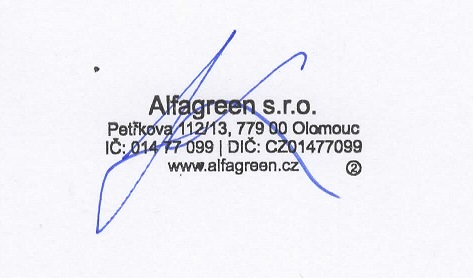 Alfagreen s.r.o.
Petřkova 112/13, 779 00 Olomouc
IČ: 014 77 099 | DIČ: CZ01477099
www.alfagreen.cz ②